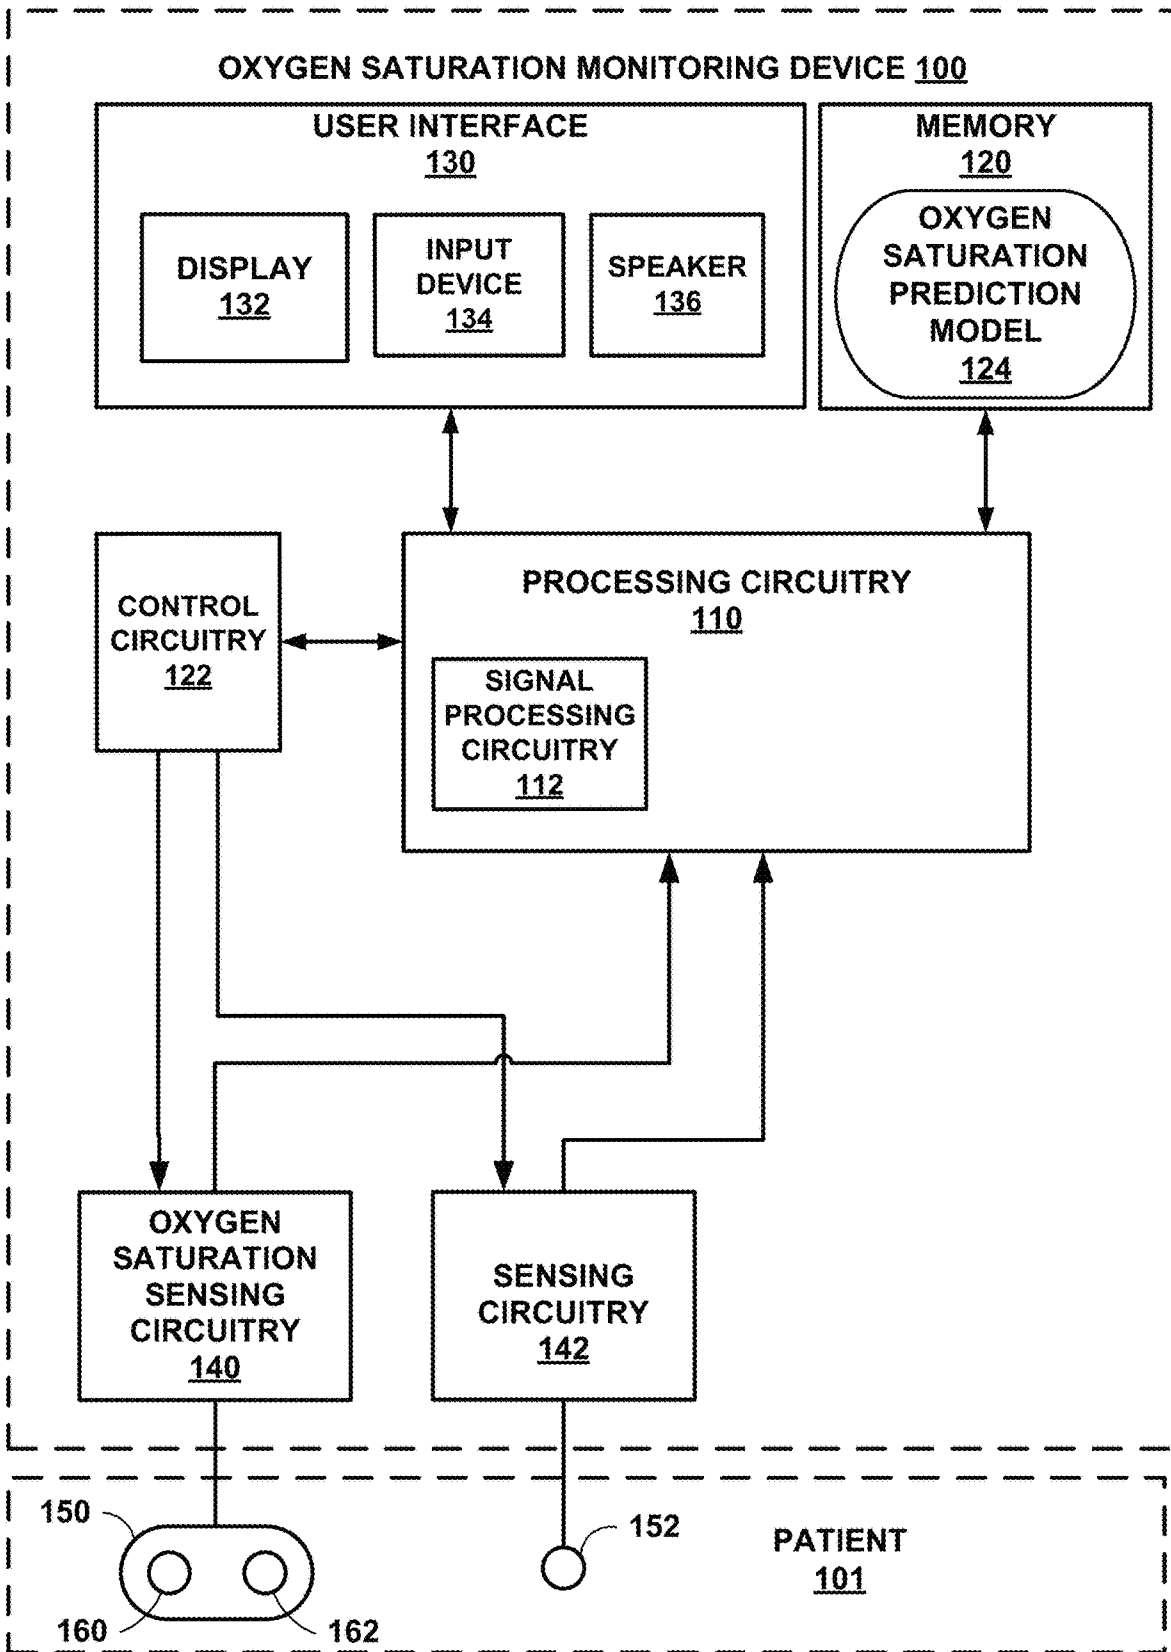 OXYGEN SATURATION MONITORING DEVICE 100
USER INTERFACE
130
DISPLAY
132
INPUT
DEVICE
134
SPEAKER
136
MEMORY
120
OXYGEN
SATURATION
PREDICTION
MODEL
124
CONTROL
CIRCUITRY
122
PROCESSING CIRCUITRY
110
SIGNAL
PROCESSING
CIRCUITRY
112
OXYGEN
SATURATION
SENSING
CIRCUITRY
140
SENSING
CIRCUITRY
142
150
160
162
152
PATIENT
101